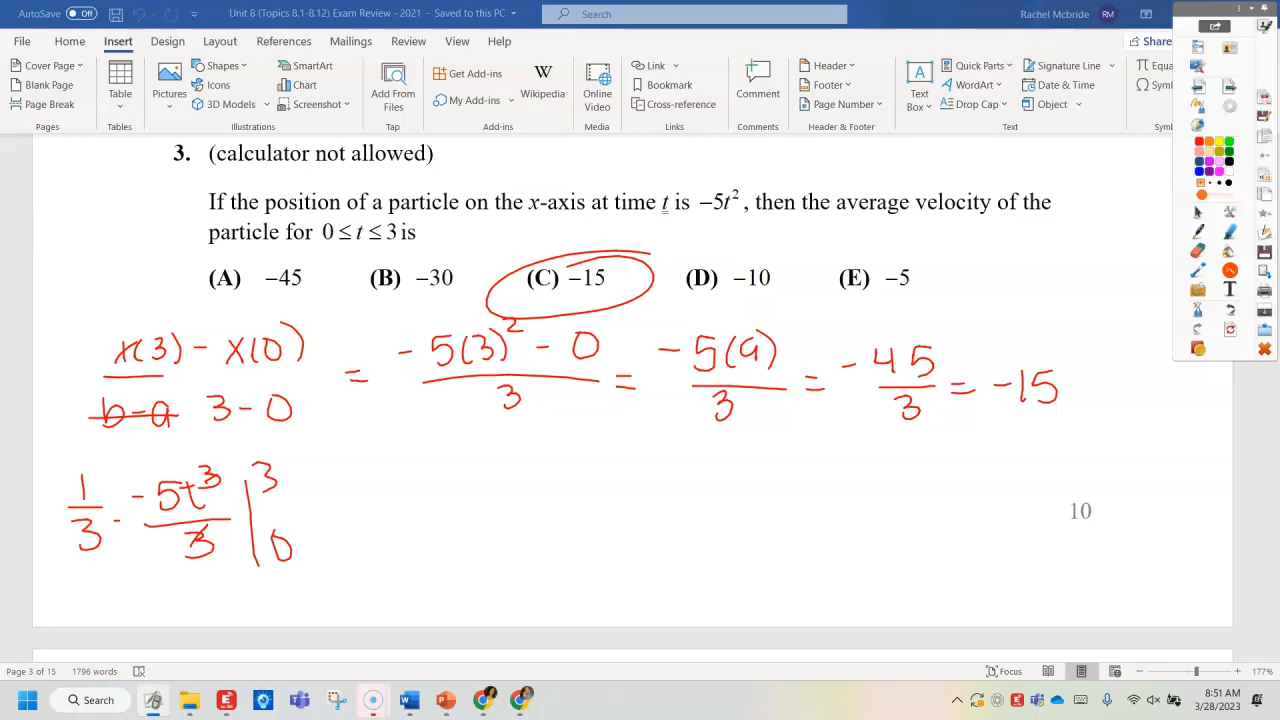 AutoSave Off Unit 8 (Topics 8.1-812) Exam Review - 2021 - Saved to this PC Search Rachel Mcbride RM
File Home Insert Design Layout References Mailings Review View Help Share
Cover Page Shapes SmartArt Get Add-ins Link Header Quick Parts Signature Line Equa
Blank Page Table Pictures Icons Chart Add From Files My Add-ins Wikipedia Online Video Bookmark Comment Footer Text Box WordArt Date & Time Symb
Page Break 3D Models Screenshot Cross-reference Page Number Drop Cap Object
Pages Tables Illustrations Tap Add-ins Media Links Comments Header & Footer Text Symb
3. (calculator not allowed)
If the position of a particle on the x-axis at time t is −5t², then the average velocity of the
particle for 0 ≤ t ≤ 3 is
(A) −45 (B) −30 (C) −15 (D) −10 (E) −5
x(3) - x(0) / b-a 3-0 = -5(3)² - 0 / 3 = -5(9) / 3 = -45 / 3 = -15
1/3 · -5t³/3 | 3 0
10
Page 3 of 15 1796 words Focus 177%
Search 8:51 AM
3/28/2023